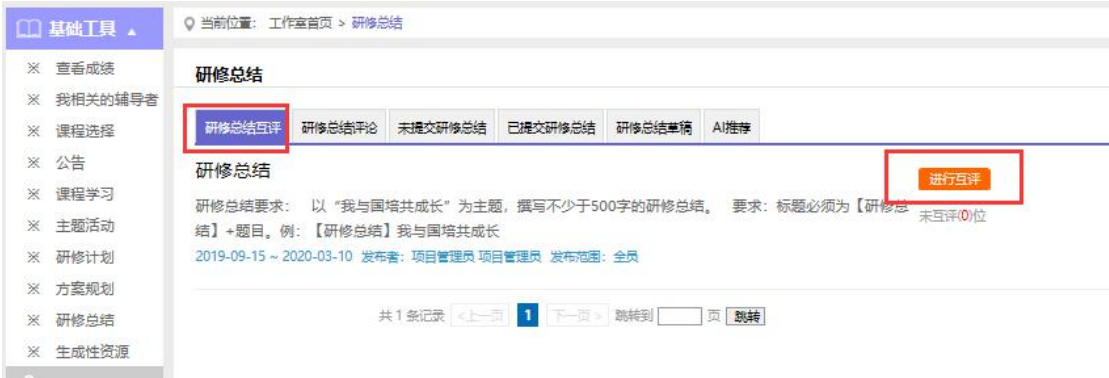 基础工具 ▲
※ 查看成绩
※ 我相关的辅导者
※ 课程选择
※ 公告
※ 课程学习
※ 主题活动
※ 研修计划
※ 方案规划
※ 研修总结
※ 生成性资源
当前位置： 工作室首页 > 研修总结
研修总结
研修总结互评 研修总结评论 未提交研修总结 已提交研修总结 研修总结草稿 AI推荐
研修总结
进行互评
研修总结要求： 以“我与国培共成长”为主题，撰写不少于500字的研修总结。 要求：标题必须为【研修总
结】+题目。例：【研修总结】我与国培共成长
未互评(0)位
2019-09-15 ~ 2020-03-10 发布者：项目管理员 项目管理员 发布范围：全员
共 1 条记录 <上一页 1 下一页 > 跳转到 页 跳转